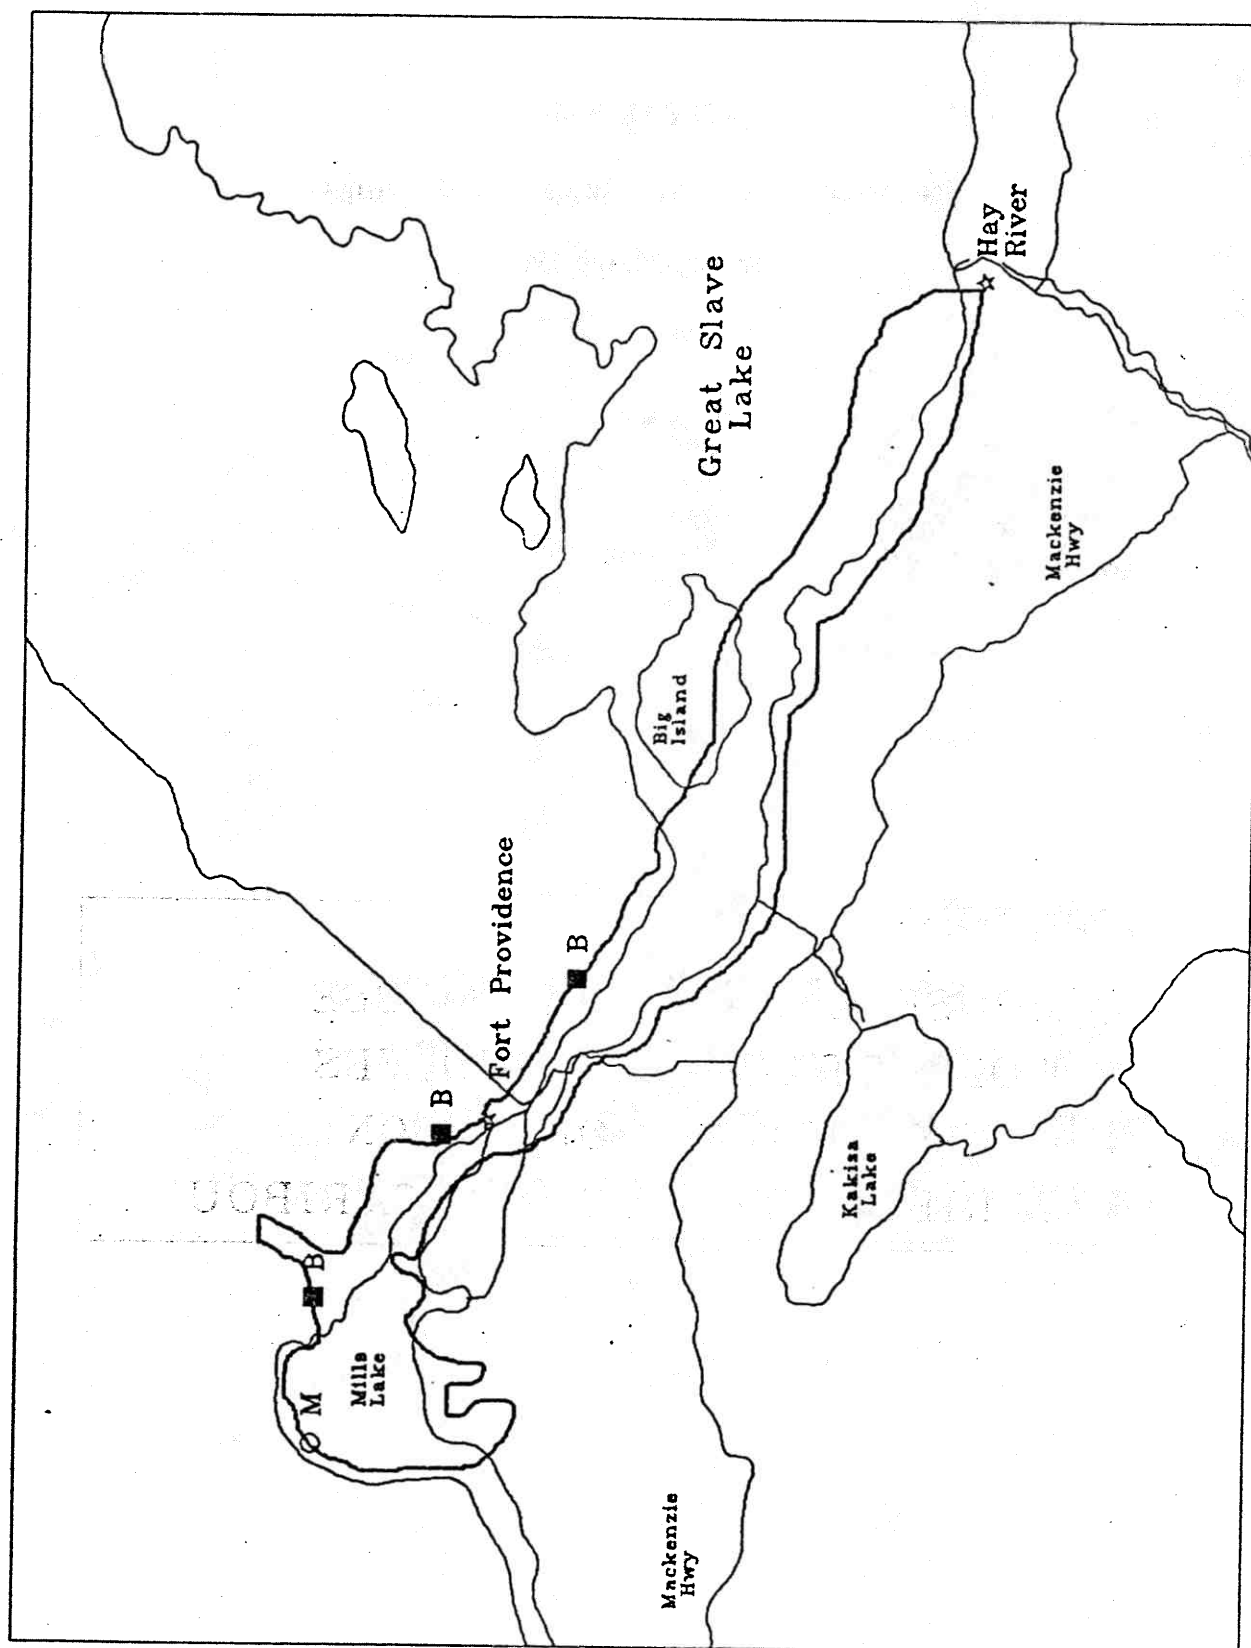 Great Slave
Lake
Hay
River
Big
Island
Mackenzie
Hwy
Fort Providence
B
B
B
M
Mills
Lake
Kakisa
Lake
Mackenzie
Hwy